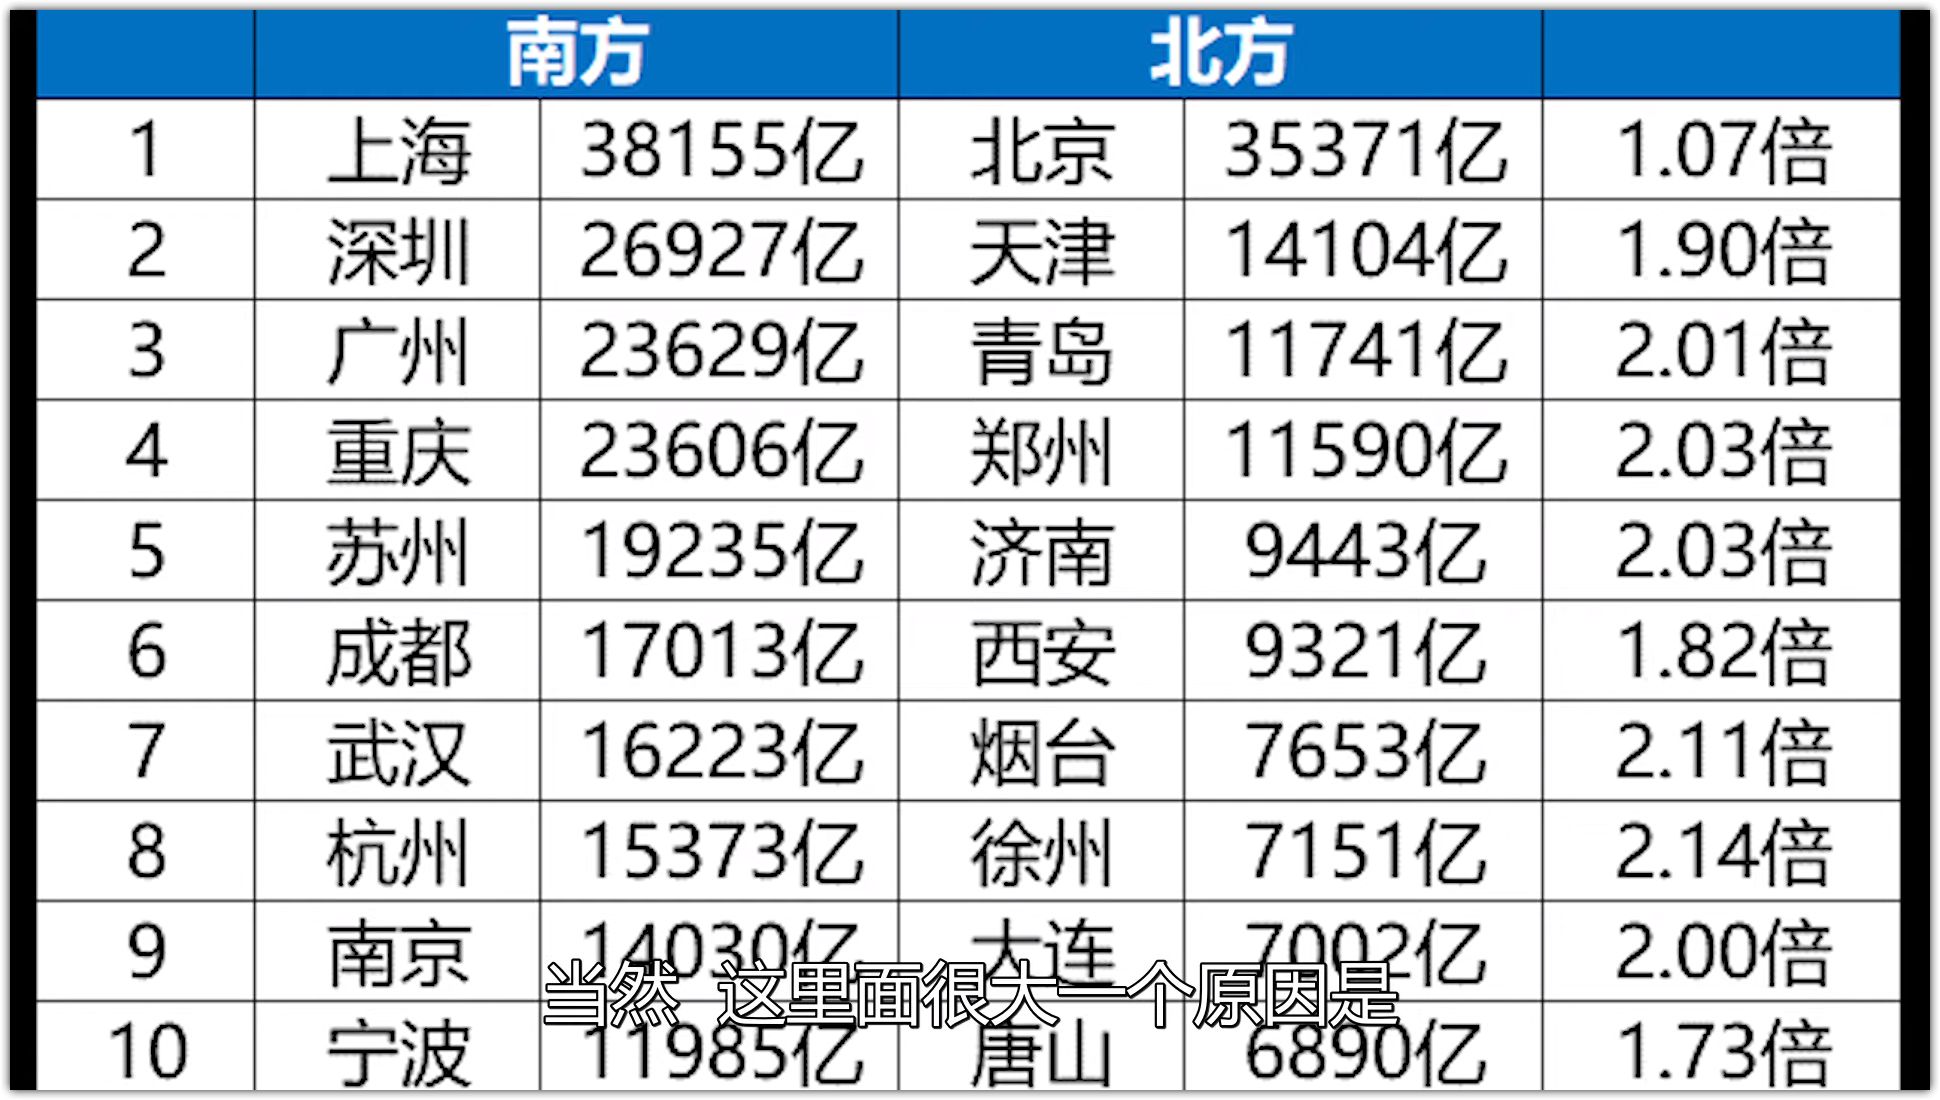 南方 北方
1 上海 38155亿 北京 35371亿 1.07倍
2 深圳 26927亿 天津 14104亿 1.90倍
3 广州 23629亿 青岛 11741亿 2.01倍
4 重庆 23606亿 郑州 11590亿 2.03倍
5 苏州 19235亿 济南 9443亿 2.03倍
6 成都 17013亿 西安 9321亿 1.82倍
7 武汉 16223亿 烟台 7653亿 2.11倍
8 杭州 15373亿 徐州 7151亿 2.14倍
9 南京 14030亿 大连 7002亿 2.00倍
当然 这里面很大一个原因是
10 宁波 11985亿 唐山 6890亿 1.73倍